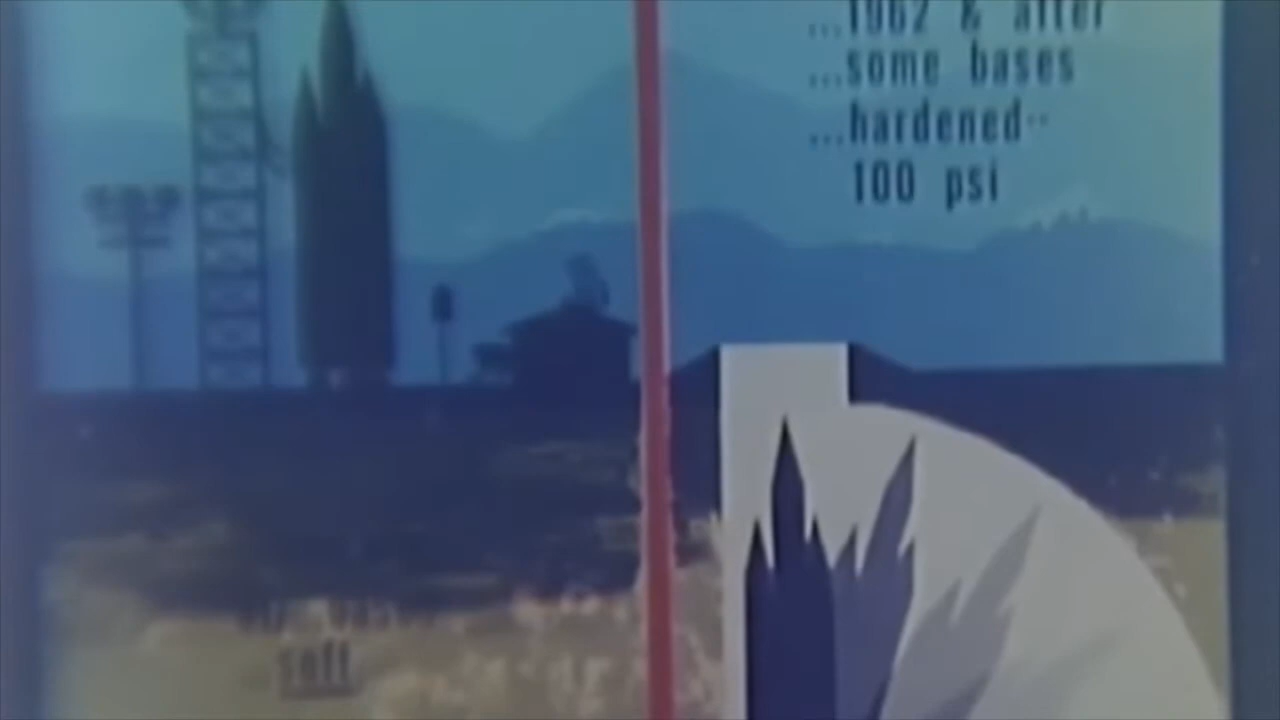 ...1962 & after
...some bases
...hardened--
100 psi
soft